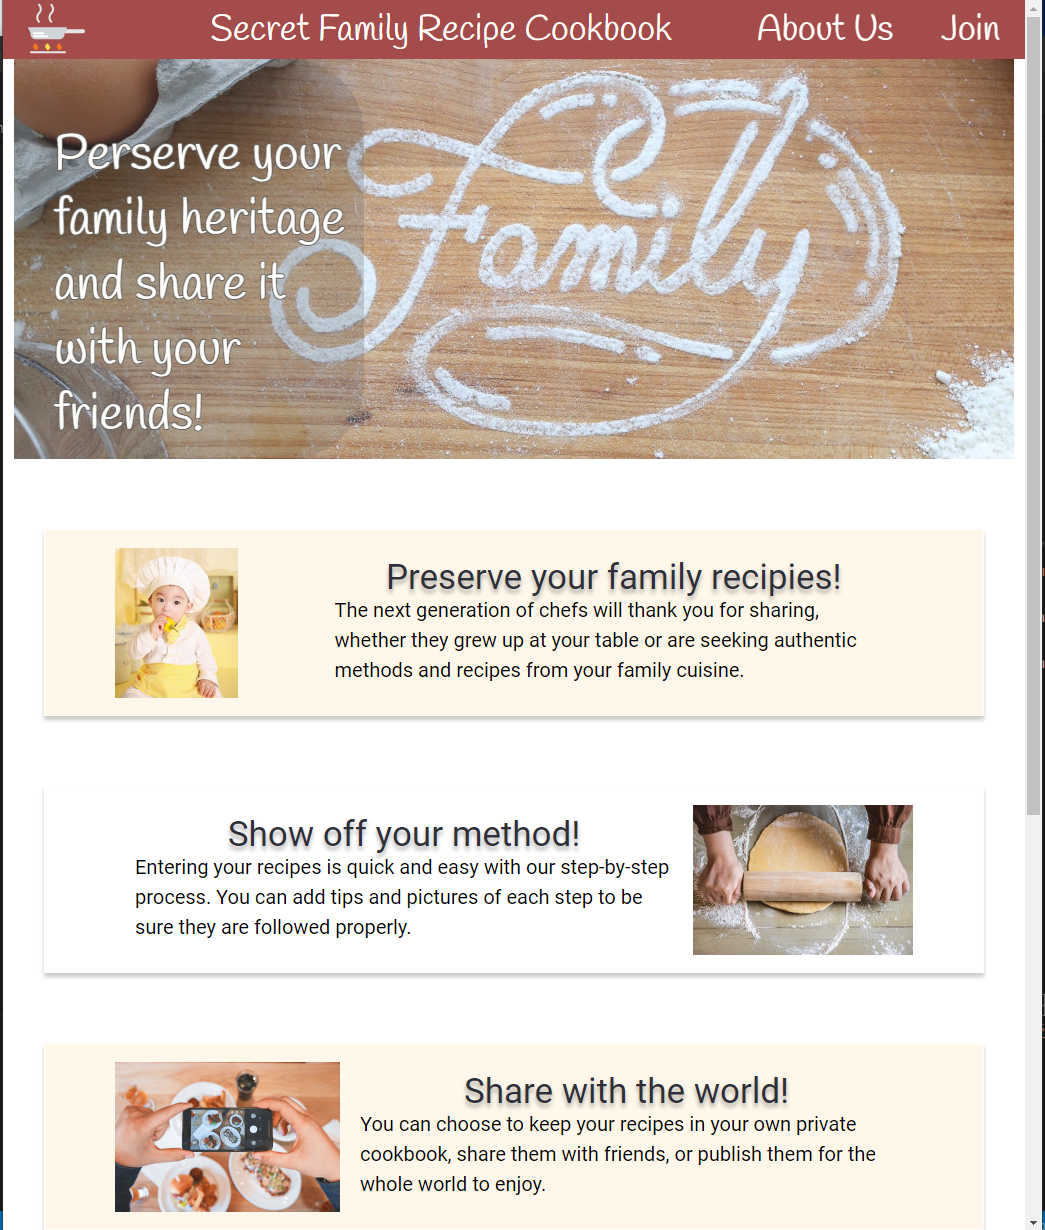 Secret Family Recipe Cookbook About Us Join
Perserve your
family heritage
and share it
with your
friends!
Family
Preserve your family recipies!
The next generation of chefs will thank you for sharing,
whether they grew up at your table or are seeking authentic
methods and recipes from your family cuisine.
Show off your method!
Entering your recipes is quick and easy with our step-by-step
process. You can add tips and pictures of each step to be
sure they are followed properly.
Share with the world!
You can choose to keep your recipes in your own private
cookbook, share them with friends, or publish them for the
whole world to enjoy.